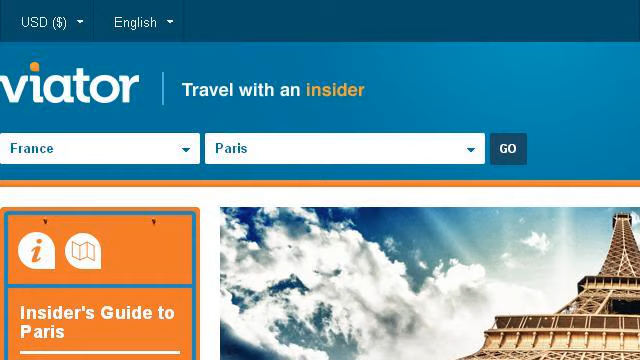 USD ($) English
viator Travel with an insider
France Paris GO
Insider's Guide to
Paris